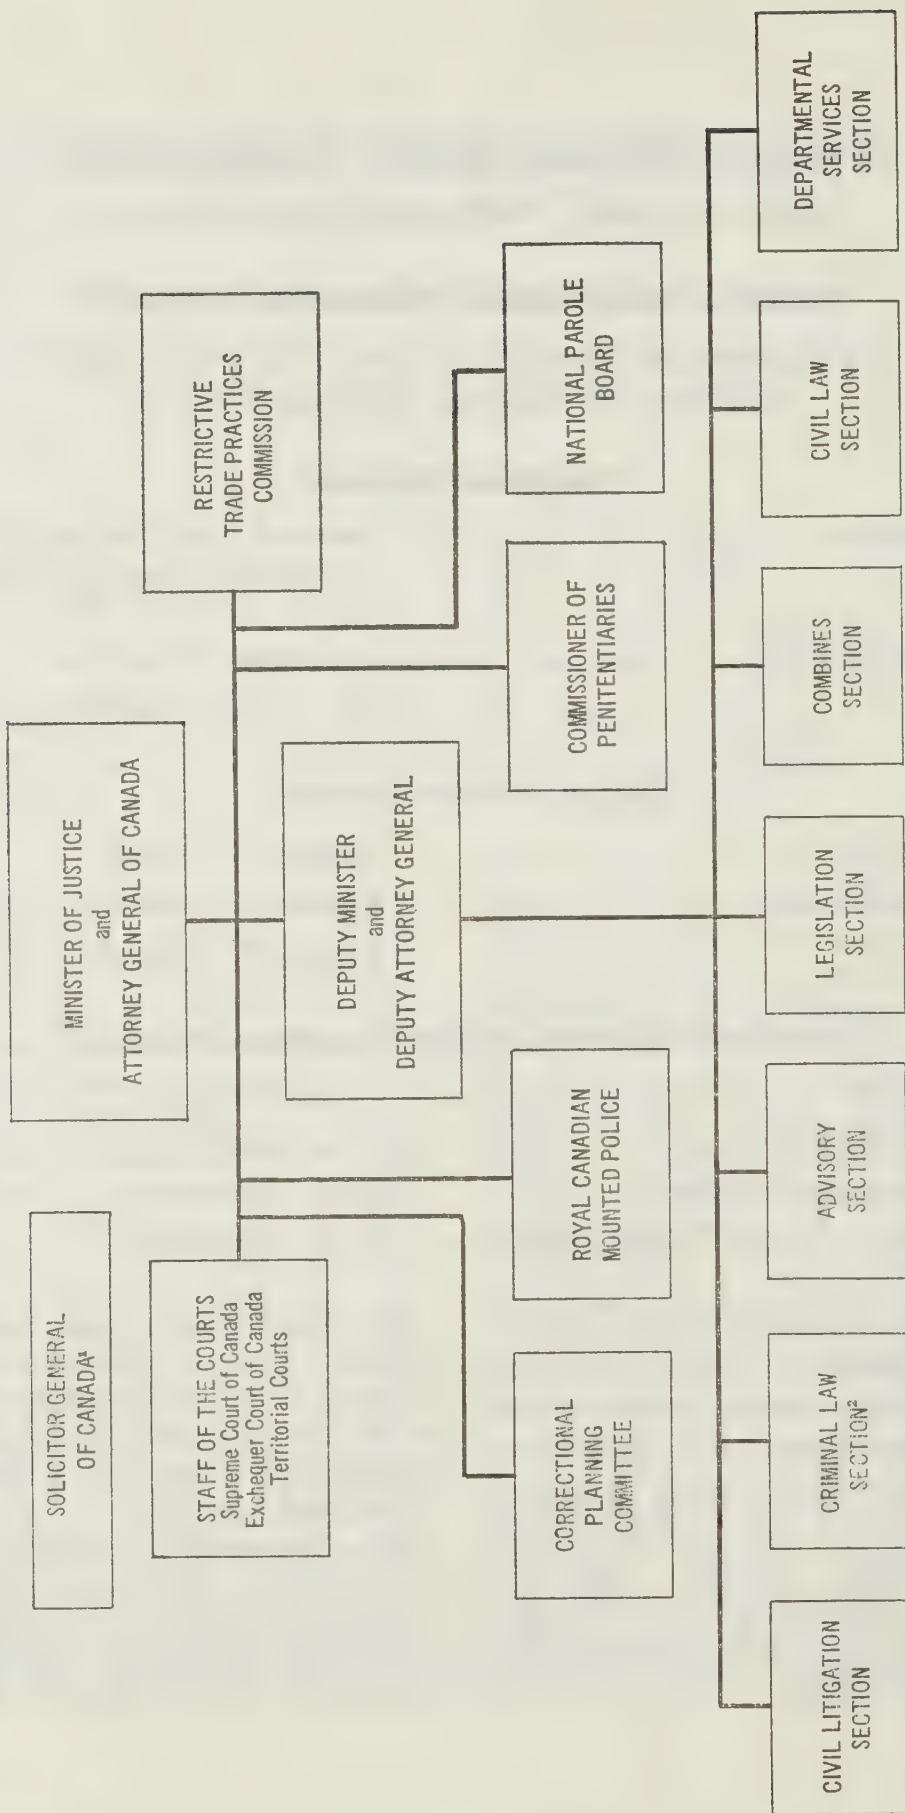 SOLICITOR GENERAL
OF CANADA¹
MINISTER OF JUSTICE
and
ATTORNEY GENERAL OF CANADA
STAFF OF THE COURTS
Supreme Court of Canada
Exchequer Court of Canada
Territorial Courts
RESTRICTIVE
TRADE PRACTICES
COMMISSION
DEPUTY MINISTER
and
DEPUTY ATTORNEY GENERAL
CORRECTIONAL
PLANNING
COMMITTEE
ROYAL CANADIAN
MOUNTED POLICE
COMMISSIONER OF
PENITENTIARIES
NATIONAL PAROLE
BOARD
CIVIL LITIGATION
SECTION
CRIMINAL LAW
SECTION²
ADVISORY
SECTION
LEGISLATION
SECTION
COMBINES
SECTION
CIVIL LAW
SECTION
DEPARTMENTAL
SERVICES
SECTION